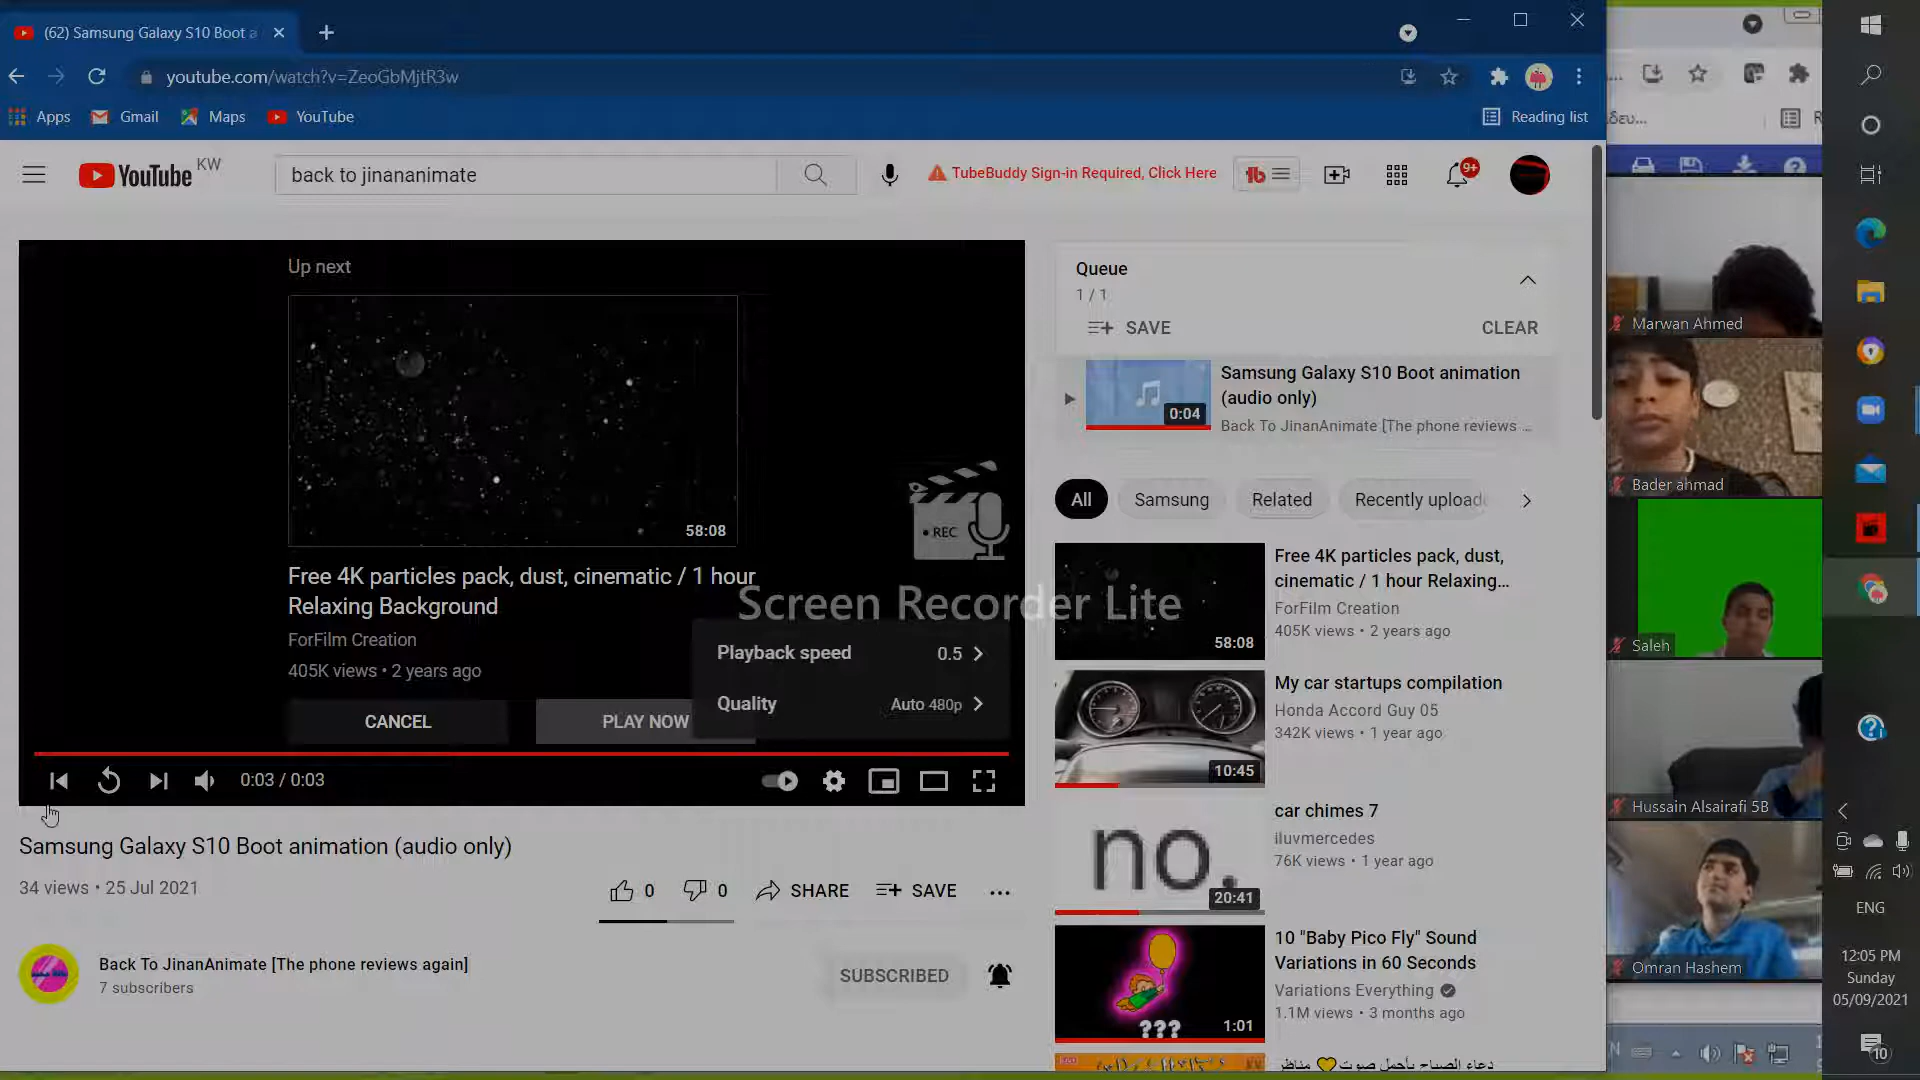 (62) Samsung Galaxy S10 Boot a
youtube.com/watch?v=ZeoGbMjtR3w
Apps
Gmail
Maps
YouTube
Reading list
YouTube KW
back to jinananimate
TubeBuddy Sign-in Required, Click Here
tb
9+
Up next
58:08
Free 4K particles pack, dust, cinematic / 1 hour
Relaxing Background
ForFilm Creation
405K views • 2 years ago
CANCEL
PLAY NOW
• REC
Screen Recorder Lite
Playback speed 0.5
Quality Auto 480p
0:03 / 0:03
Samsung Galaxy S10 Boot animation (audio only)
34 views • 25 Jul 2021
0
0
SHARE
SAVE
Back To JinanAnimate [The phone reviews again]
7 subscribers
SUBSCRIBED
Queue
1 / 1
SAVE
CLEAR
0:04
Samsung Galaxy S10 Boot animation
(audio only)
Back To JinanAnimate [The phone reviews ...
All
Samsung
Related
Recently upload
58:08
Free 4K particles pack, dust,
cinematic / 1 hour Relaxing...
ForFilm Creation
405K views • 2 years ago
10:45
My car startups compilation
Honda Accord Guy 05
342K views • 1 year ago
no.
20:41
car chimes 7
iluvmercedes
76K views • 1 year ago
???
1:01
10 "Baby Pico Fly" Sound
Variations in 60 Seconds
Variations Everything
1.1M views • 3 months ago
دعاء الصباح بأجمل صوت💛 مناظر
Marwan Ahmed
Bader ahmad
Saleh
Hussain Alsairafi 5B
Omran Hashem
ENG
12:05 PM
Sunday
05/09/2021
10